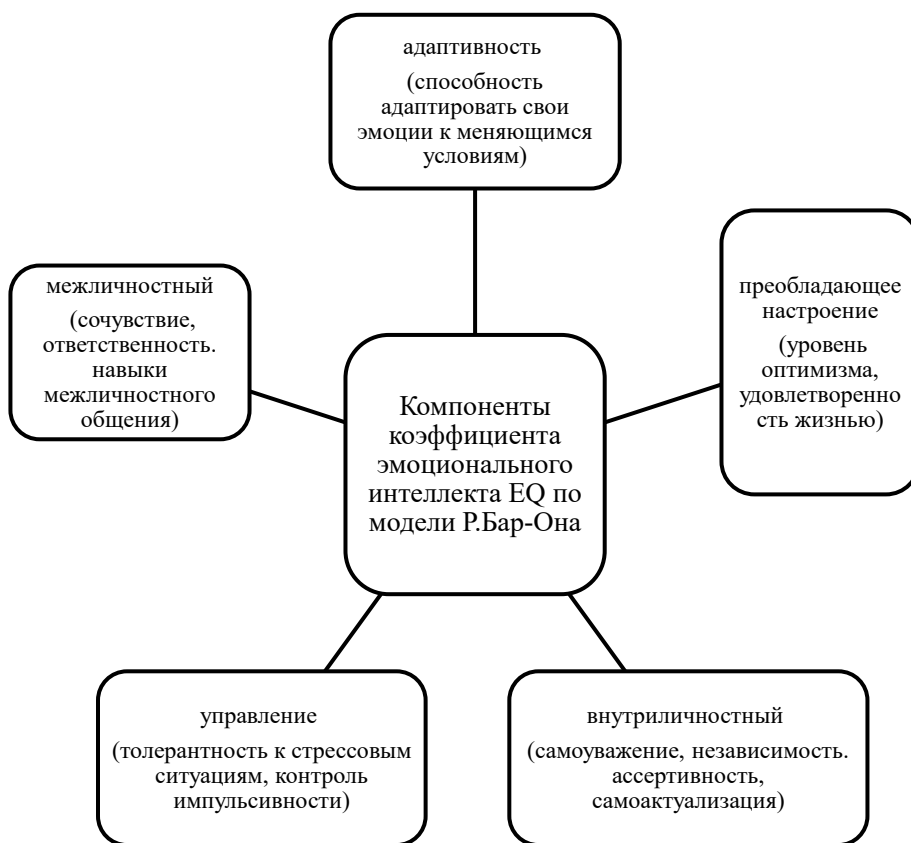 адаптивность
(способность
адаптировать свои
эмоции к меняющимся
условиям)
преобладающее
настроение
(уровень
оптимизма,
удовлетворенно
сть жизнью)
межличностный
(сочувствие,
ответственность.
навыки
межличностного
общения)
Компоненты
коэффициента
эмоционального
интеллекта EQ по
модели Р.Бар-Она
управление
(толерантность к стрессовым
ситуациям, контроль
импульсивности)
внутриличностный
(самоуважение, независимость.
ассертивность,
самоактуализация)